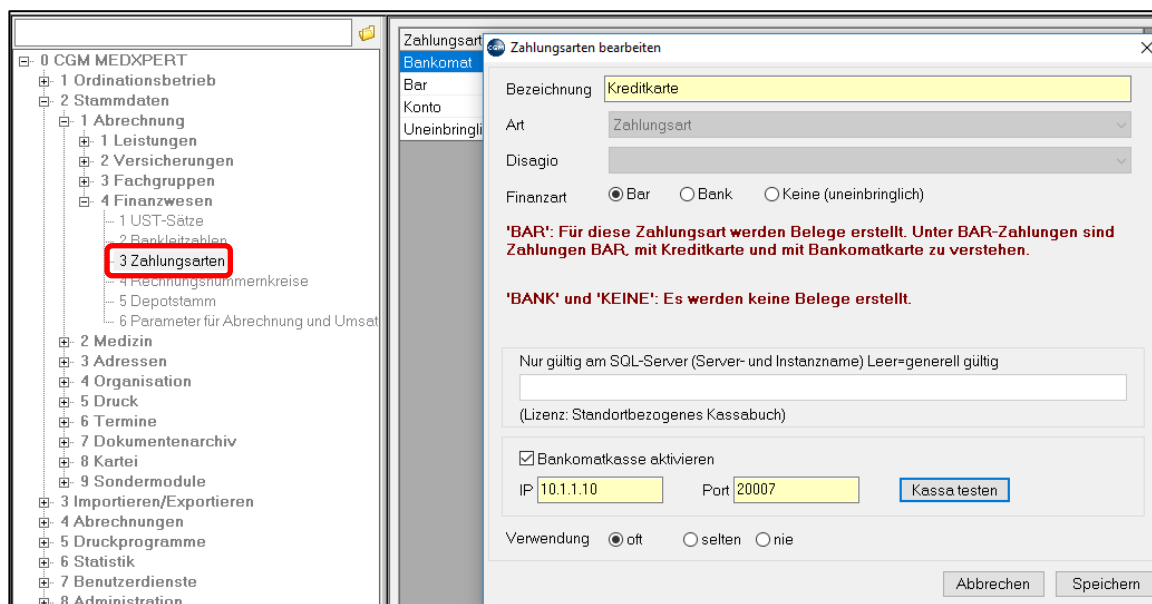 0 CGM MEDXPERT
1 Ordinationsbetrieb
2 Stammdaten
1 Abrechnung
1 Leistungen
2 Versicherungen
3 Fachgruppen
4 Finanzwesen
1 UST-Sätze
2 Bankleitzahlen
3 Zahlungsarten
4 Rechnungsnummernkreise
5 Depotstamm
6 Parameter für Abrechnung und Umsat
2 Medizin
3 Adressen
4 Organisation
5 Druck
6 Termine
7 Dokumentenarchiv
8 Kartei
9 Sondermodule
3 Importieren/Exportieren
4 Abrechnungen
5 Druckprogramme
6 Statistik
7 Benutzerdienste
8 Administration
Zahlungsart
Bankomat
Bar
Konto
Uneinbringli
CGM Zahlungsarten bearbeiten
Bezeichnung Kreditkarte
Art Zahlungsart
Disagio
Finanzart Bar Bank Keine (uneinbringlich)
'BAR': Für diese Zahlungsart werden Belege erstellt. Unter BAR-Zahlungen sind
Zahlungen BAR, mit Kreditkarte und mit Bankomatkarte zu verstehen.
'BANK' und 'KEINE': Es werden keine Belege erstellt.
Nur gültig am SQL-Server (Server- und Instanzname) Leer=generell gültig
(Lizenz: Standortbezogenes Kassabuch)
Bankomatkasse aktivieren
IP 10.1.1.10 Port 20007 Kassa testen
Verwendung oft selten nie
Abbrechen Speichern